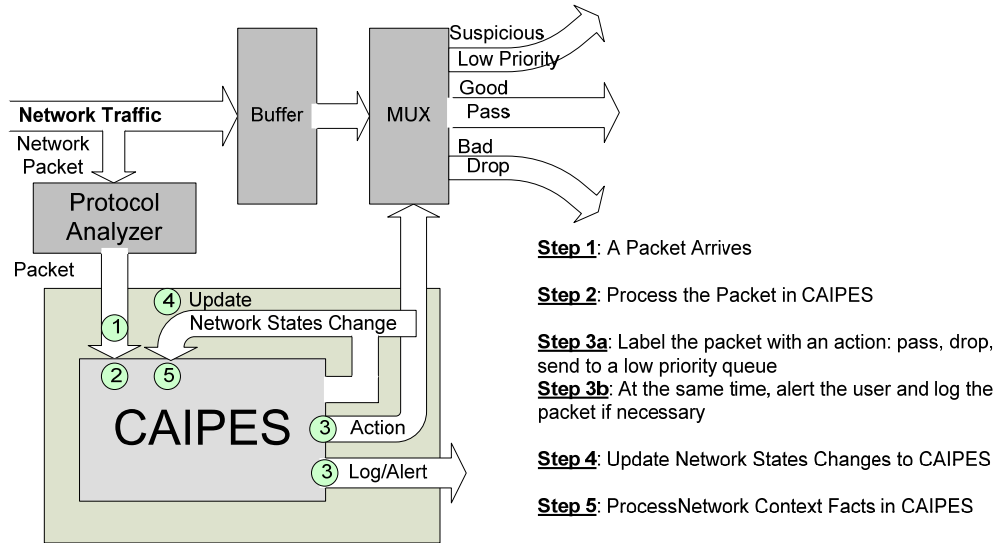 Suspicious
Low Priority
Good
Pass
Bad
Drop
Network Traffic
Buffer
MUX
Network
Packet
Protocol
Analyzer
Packet
4 Update
Network States Change
1
2
5
CAIPES
3 Action
3 Log/Alert
Step 1: A Packet Arrives
Step 2: Process the Packet in CAIPES
Step 3a: Label the packet with an action: pass, drop,
send to a low priority queue
Step 3b: At the same time, alert the user and log the
packet if necessary
Step 4: Update Network States Changes to CAIPES
Step 5: ProcessNetwork Context Facts in CAIPES